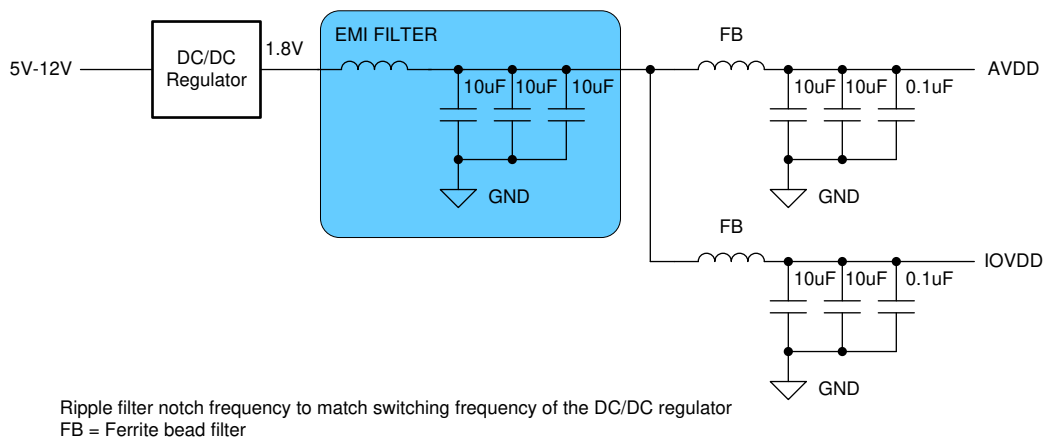 5V-12V
DC/DC
Regulator
1.8V
EMI FILTER
10uF
10uF
10uF
GND
FB
10uF
10uF
0.1uF
AVDD
GND
FB
10uF
10uF
0.1uF
IOVDD
GND
Ripple filter notch frequency to match switching frequency of the DC/DC regulator
FB = Ferrite bead filter